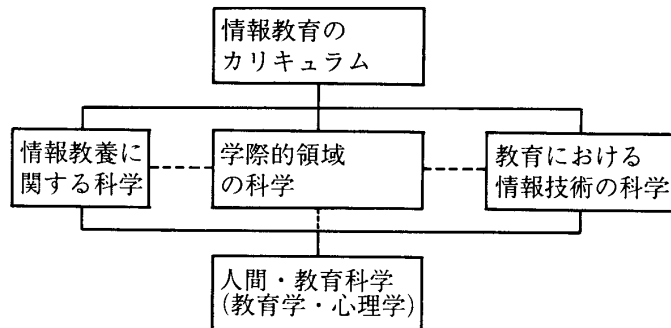 情報教育の
カリキュラム
情報教養に
関する科学
学際的領域
の科学
教育における
情報技術の科学
人間・教育科学
(教育学・心理学)